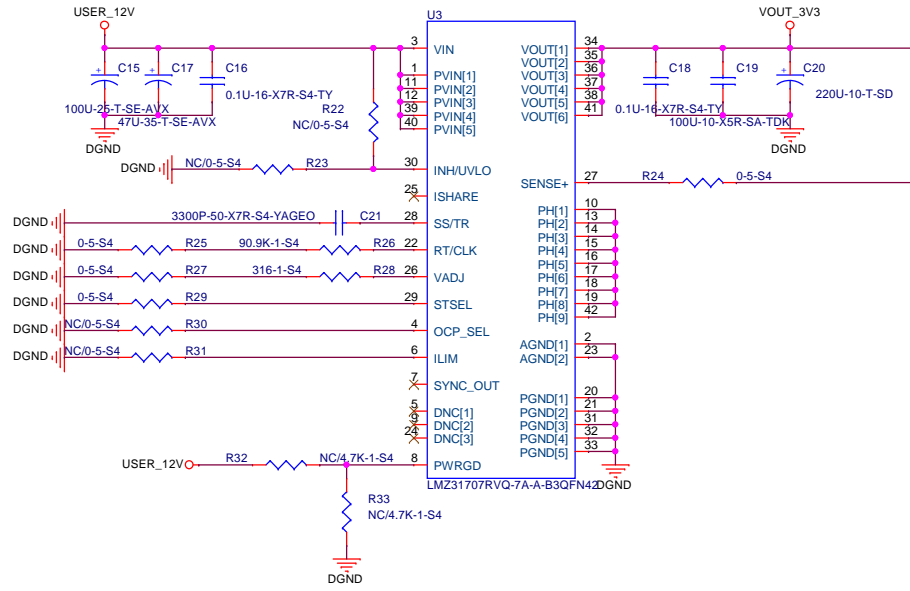 USER_12V
U3
VOUT_3V3
3 VIN VOUT[1] 34
VOUT[2] 35
1 PVIN[1] VOUT[3] 36
11 PVIN[2] VOUT[4] 37
12 PVIN[3] VOUT[5] 38
39 PVIN[4] VOUT[6] 41
40 PVIN[5]
+ C15
+ C17
C16
0.1U-16-X7R-S4-TY
100U-25-T-SE-AVX
47U-35-T-SE-AVX
DGND
R22
NC/0-5-S4
C18
C19
+ C20
220U-10-T-SD
0.1U-16-X7R-S4-TY
100U-10-X5R-SA-TDK
DGND
DGND NC/0-5-S4 R23 30 INH/UVLO
SENSE+ 27 R24 0-5-S4
25 ISHARE
DGND 3300P-50-X7R-S4-YAGEO C21 28 SS/TR
DGND 0-5-S4 R25 90.9K-1-S4 R26 22 RT/CLK
DGND 0-5-S4 R27 316-1-S4 R28 26 VADJ
DGND 0-5-S4 R29 29 STSEL
DGND NC/0-5-S4 R30 4 OCP_SEL
DGND NC/0-5-S4 R31 6 ILIM
7 SYNC_OUT
5 DNC[1]
9 DNC[2]
24 DNC[3]
PH[1] 10
PH[2] 13
PH[3] 14
PH[4] 15
PH[5] 16
PH[6] 17
PH[7] 18
PH[8] 19
PH[9] 42
AGND[1] 2
AGND[2] 23
PGND[1] 20
PGND[2] 21
PGND[3] 31
PGND[4] 32
PGND[5] 33
USER_12V R32 NC/4.7K-1-S4 8 PWRGD
LMZ31707RVQ-7A-A-B3QFN42
DGND
R33
NC/4.7K-1-S4
DGND